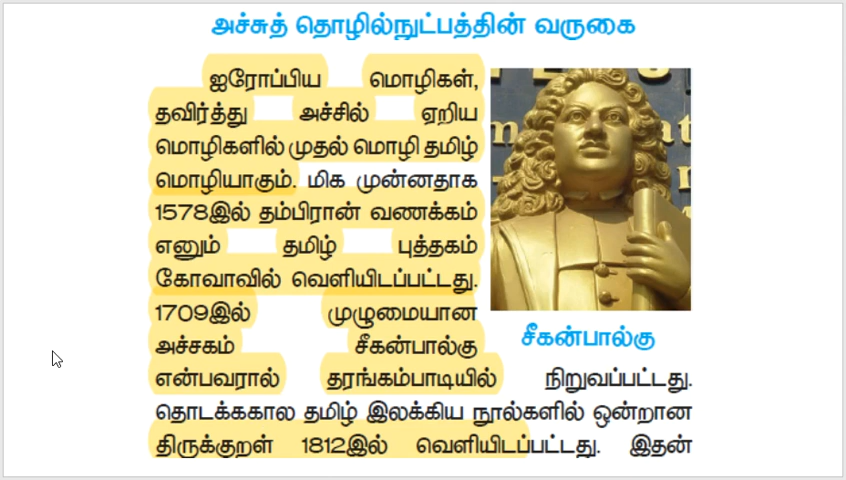 அச்சுத் தொழில்நுட்பத்தின் வருகை
ஐரோப்பிய மொழிகள்,
தவிர்த்து அச்சில் ஏறிய
மொழிகளில் முதல் மொழி தமிழ்
மொழியாகும். மிக முன்னதாக
1578இல் தம்பிரான் வணக்கம்
எனும் தமிழ் புத்தகம்
கோவாவில் வெளியிடப்பட்டது.
1709இல் முழுமையான
அச்சகம் சீகன்பால்கு
என்பவரால் தரங்கம்பாடியில் நிறுவப்பட்டது.
தொடக்ககால தமிழ் இலக்கிய நூல்களில் ஒன்றான
திருக்குறள் 1812இல் வெளியிடப்பட்டது. இதன்
சீகன்பால்கு